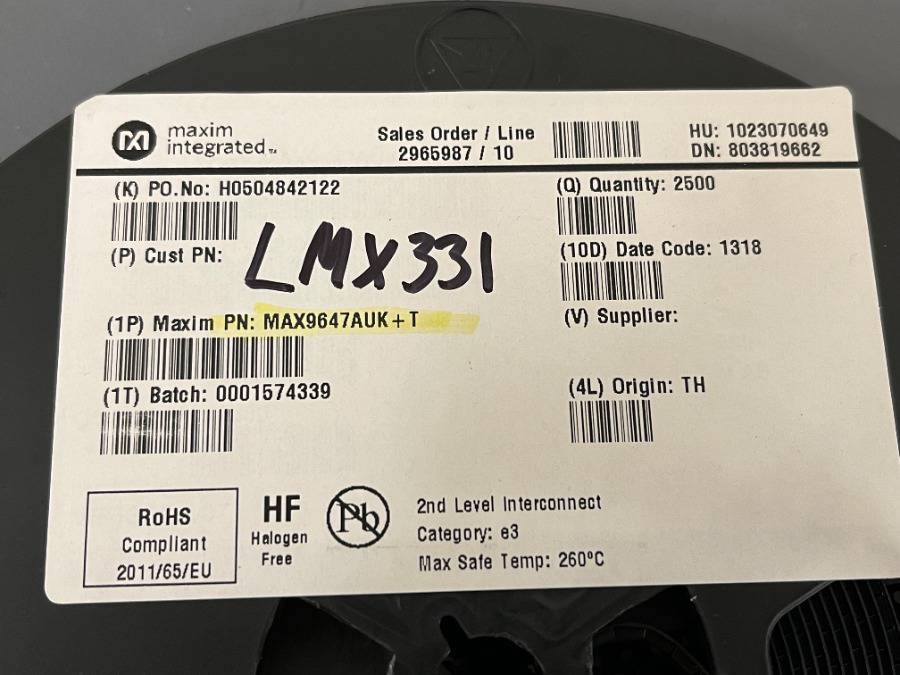 maxim
integrated™
Sales Order / Line
2965987 / 10
HU: 1023070649
DN: 803819662
(K) PO.No: H0504842122
(Q) Quantity: 2500
(P) Cust PN: LMX331
(10D) Date Code: 1318
(1P) Maxim PN: MAX9647AUK+T
(V) Supplier:
(1T) Batch: 0001574339
(4L) Origin: TH
RoHS
Compliant
2011/65/EU
HF
Halogen
Free
Pb
2nd Level Interconnect
Category: e3
Max Safe Temp: 260ºC